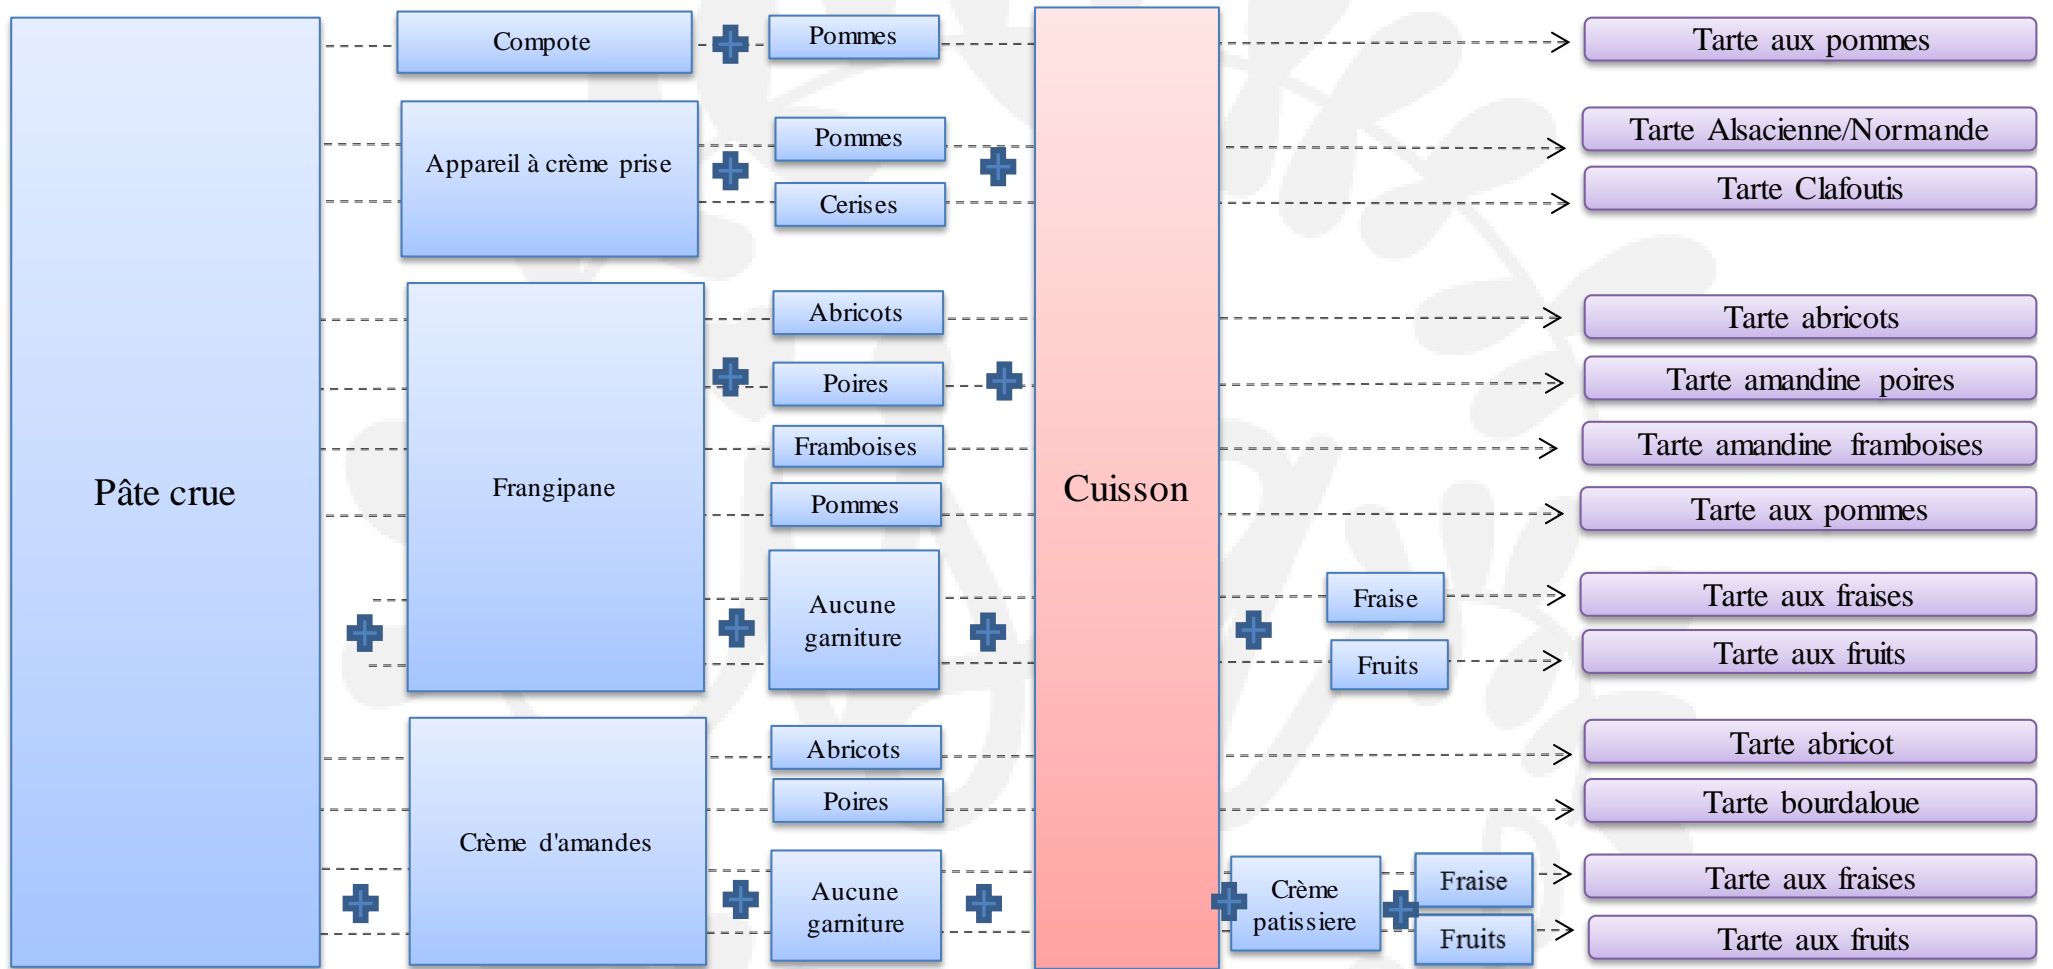 Pâte crue
Compote
Pommes
Tarte aux pommes
Appareil à crème prise
Pommes
Tarte Alsacienne/Normande
Cerises
Tarte Clafoutis
Frangipane
Abricots
Tarte abricots
Poires
Tarte amandine poires
Framboises
Tarte amandine framboises
Pommes
Tarte aux pommes
Aucune
garniture
Fraise
Tarte aux fraises
Fruits
Tarte aux fruits
Cuisson
Crème d'amandes
Abricots
Tarte abricot
Poires
Tarte bourdaloue
Aucune
garniture
Crème
patissiere
Fraise
Tarte aux fraises
Fruits
Tarte aux fruits